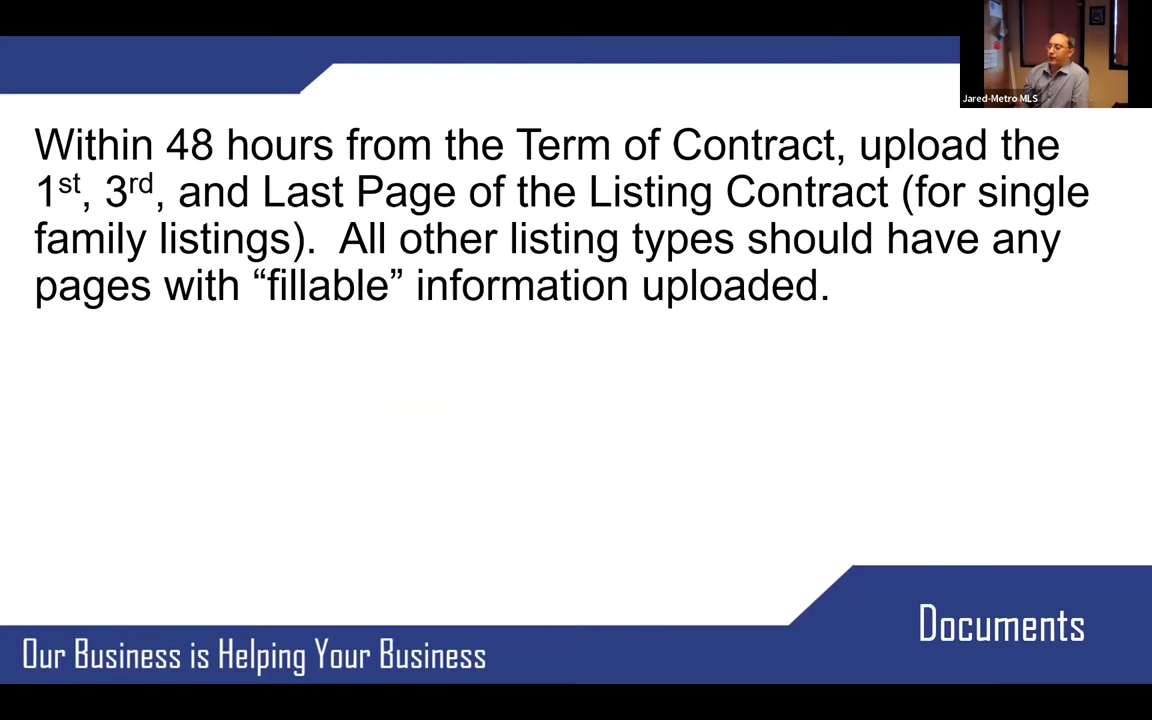 Jared-Metro MLS
Within 48 hours from the Term of Contract, upload the
1st, 3rd, and Last Page of the Listing Contract (for single
family listings).  All other listing types should have any
pages with “fillable” information uploaded.
Documents
Our Business is Helping Your Business